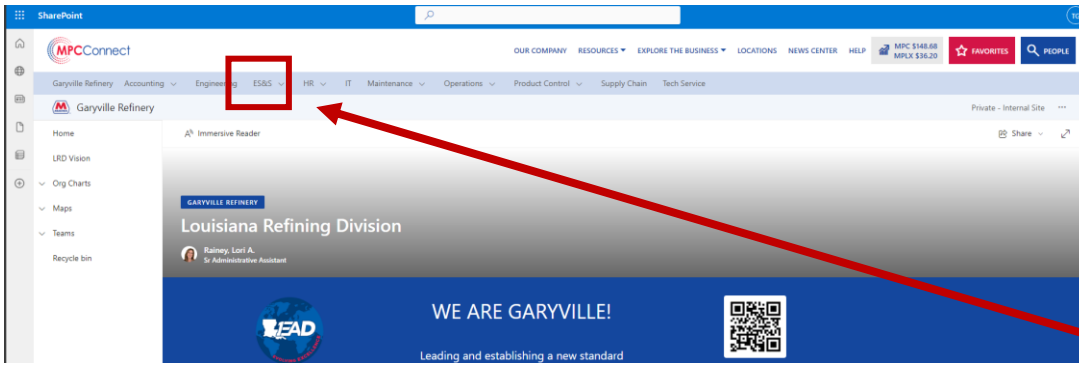 SharePoint
TG
MPCConnect
OUR COMPANY RESOURCES EXPLORE THE BUSINESS LOCATIONS NEWS CENTER HELP
MPC $148.68
MPLX $36.20
FAVORITES
PEOPLE
Garyville Refinery Accounting Engineering ES&S HR IT Maintenance Operations Product Control Supply Chain Tech Service
M Garyville Refinery
Private - Internal Site ···
Home
Immersive Reader
Share
LRD Vision
Org Charts
Maps
Teams
Recycle bin
GARYVILLE REFINERY
Louisiana Refining Division
Rainey, Lori A.
Sr Administrative Assistant
WE ARE GARYVILLE!
LEAD
Leading and establishing a new standard